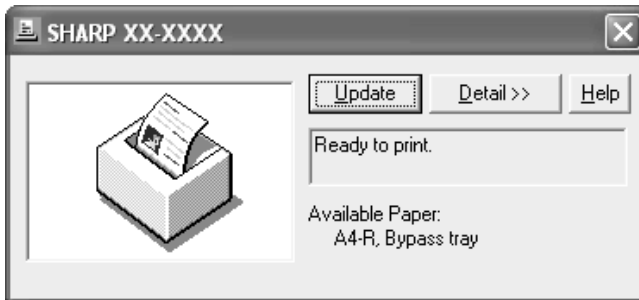 SHARP XX-XXXX
Update Detail >> Help
Ready to print.
Available Paper:
A4-R, Bypass tray